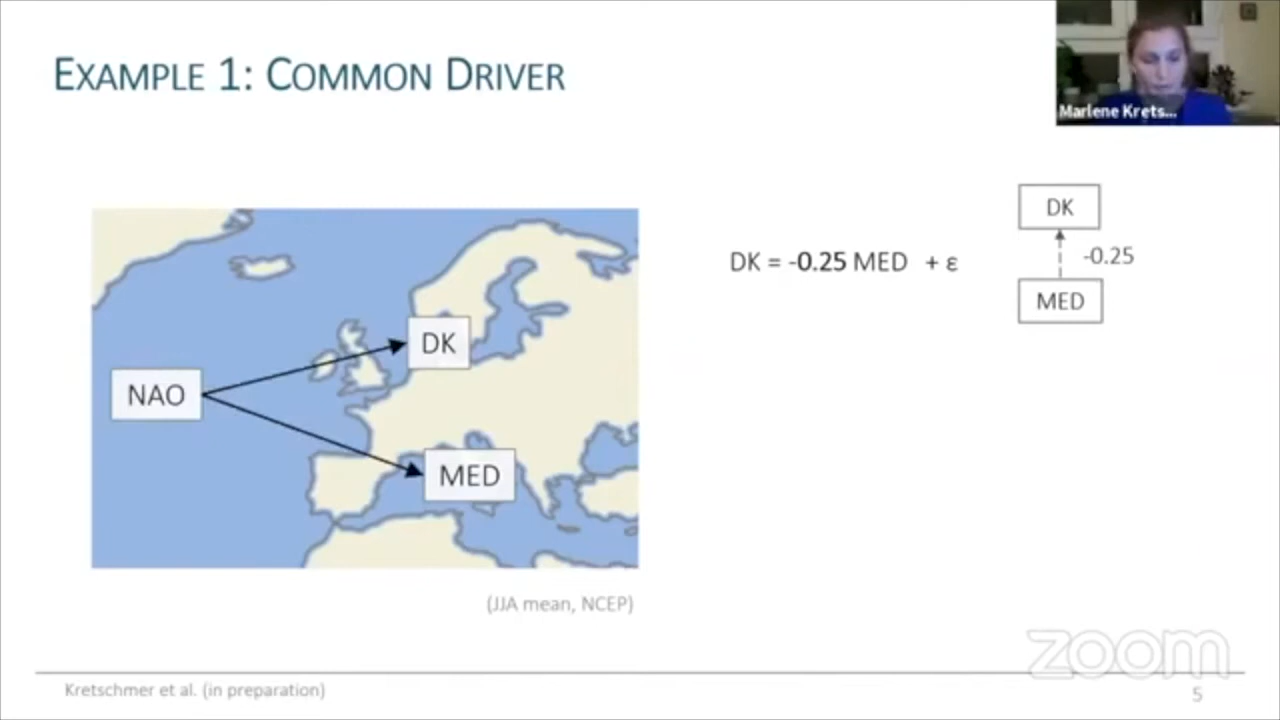 EXAMPLE 1: COMMON DRIVER
Marlene Krets...
DK
DK = -0.25 MED + ε
-0.25
MED
DK
NAO
MED
(JJA mean, NCEP)
zoom
Kretschmer et al. (in preparation)
5